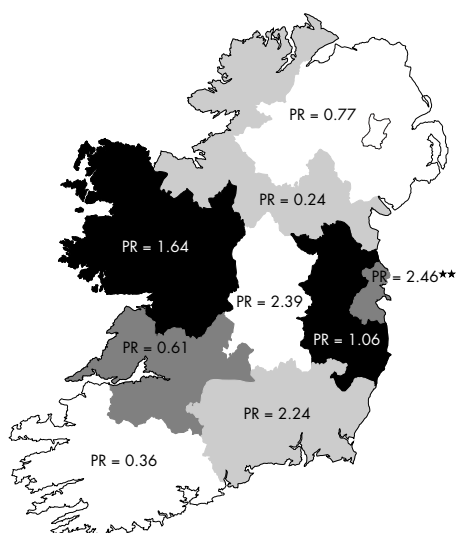 PR = 0.77
PR = 0.24
PR = 1.64
PR = 2.46★★
PR = 2.39
PR = 1.06
PR = 0.61
PR = 2.24
PR = 0.36